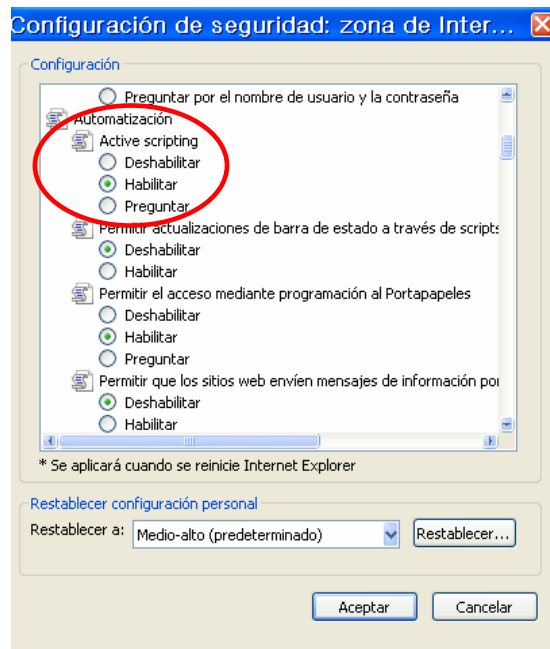 Configuración de seguridad: zona de Inter...
Configuración
Preguntar por el nombre de usuario y la contraseña
Automatización
Active scripting
Deshabilitar
Habilitar
Preguntar
Permitir actualizaciones de barra de estado a través de scripts
Deshabilitar
Habilitar
Permitir el acceso mediante programación al Portapapeles
Deshabilitar
Habilitar
Preguntar
Permitir que los sitios web envíen mensajes de información por
Deshabilitar
Habilitar
* Se aplicará cuando se reinicie Internet Explorer
Restablecer configuración personal
Restablecer a: Medio-alto (predeterminado) Restablecer...
Aceptar Cancelar